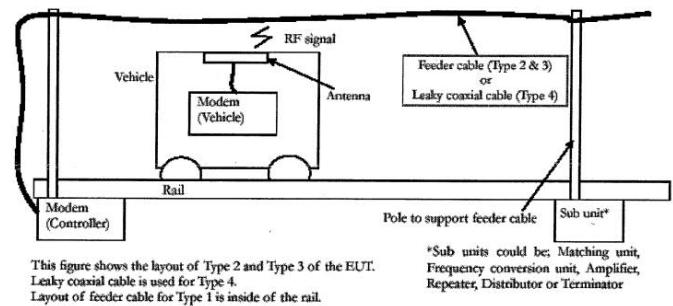 RF signal
Feeder cable (Type 2 & 3)
or
Leaky coaxial cable (Type 4)
Vehicle
Antenna
Modem
(Vehicle)
Rail
Modem
(Controller)
Pole to support feeder cable
Sub unit*
This figure shows the layout of Type 2 and Type 3 of the EUT.
Leaky coaxial cable is used for Type 4.
Layout of feeder cable for Type 1 is inside of the rail.
*Sub units could be; Matching unit,
Frequency conversion unit, Amplifier,
Repeater, Distributor or Terminator